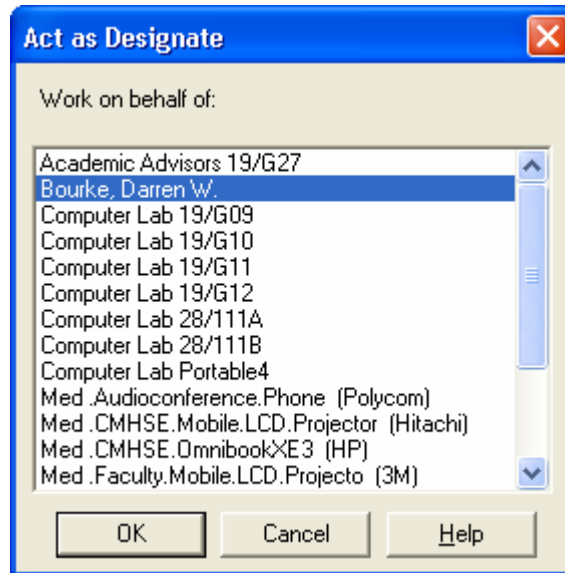 Act as Designate
Work on behalf of:
Academic Advisors 19/G27
Bourke, Darren W.
Computer Lab 19/G09
Computer Lab 19/G10
Computer Lab 19/G11
Computer Lab 19/G12
Computer Lab 28/111A
Computer Lab 28/111B
Computer Lab Portable4
Med .Audioconference.Phone (Polycom)
Med .CMHSE.Mobile.LCD.Projector (Hitachi)
Med .CMHSE.OmnibookXE3 (HP)
Med .Faculty.Mobile.LCD.Projecto (3M)
OK Cancel Help